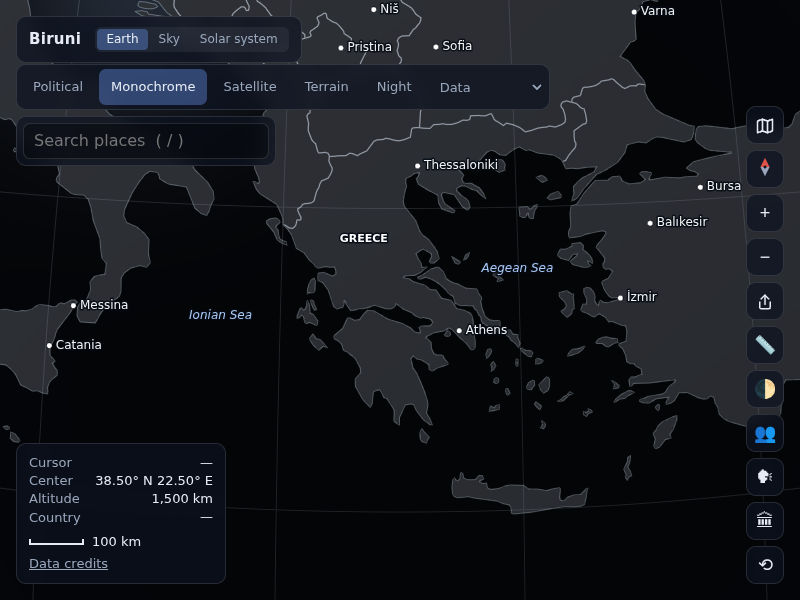 Niš
Varna
Biruni
Earth
Sky
Solar system
Pristina
Sofia
Political
Monochrome
Satellite
Terrain
Night
Data
Search places ( / )
Thessaloniki
Bursa
Balıkesir
GREECE
Aegean Sea
İzmir
Messina
Ionian Sea
Athens
Catania
Cursor —
Center 38.50° N 22.50° E
Altitude 1,500 km
Country —
100 km
Data credits